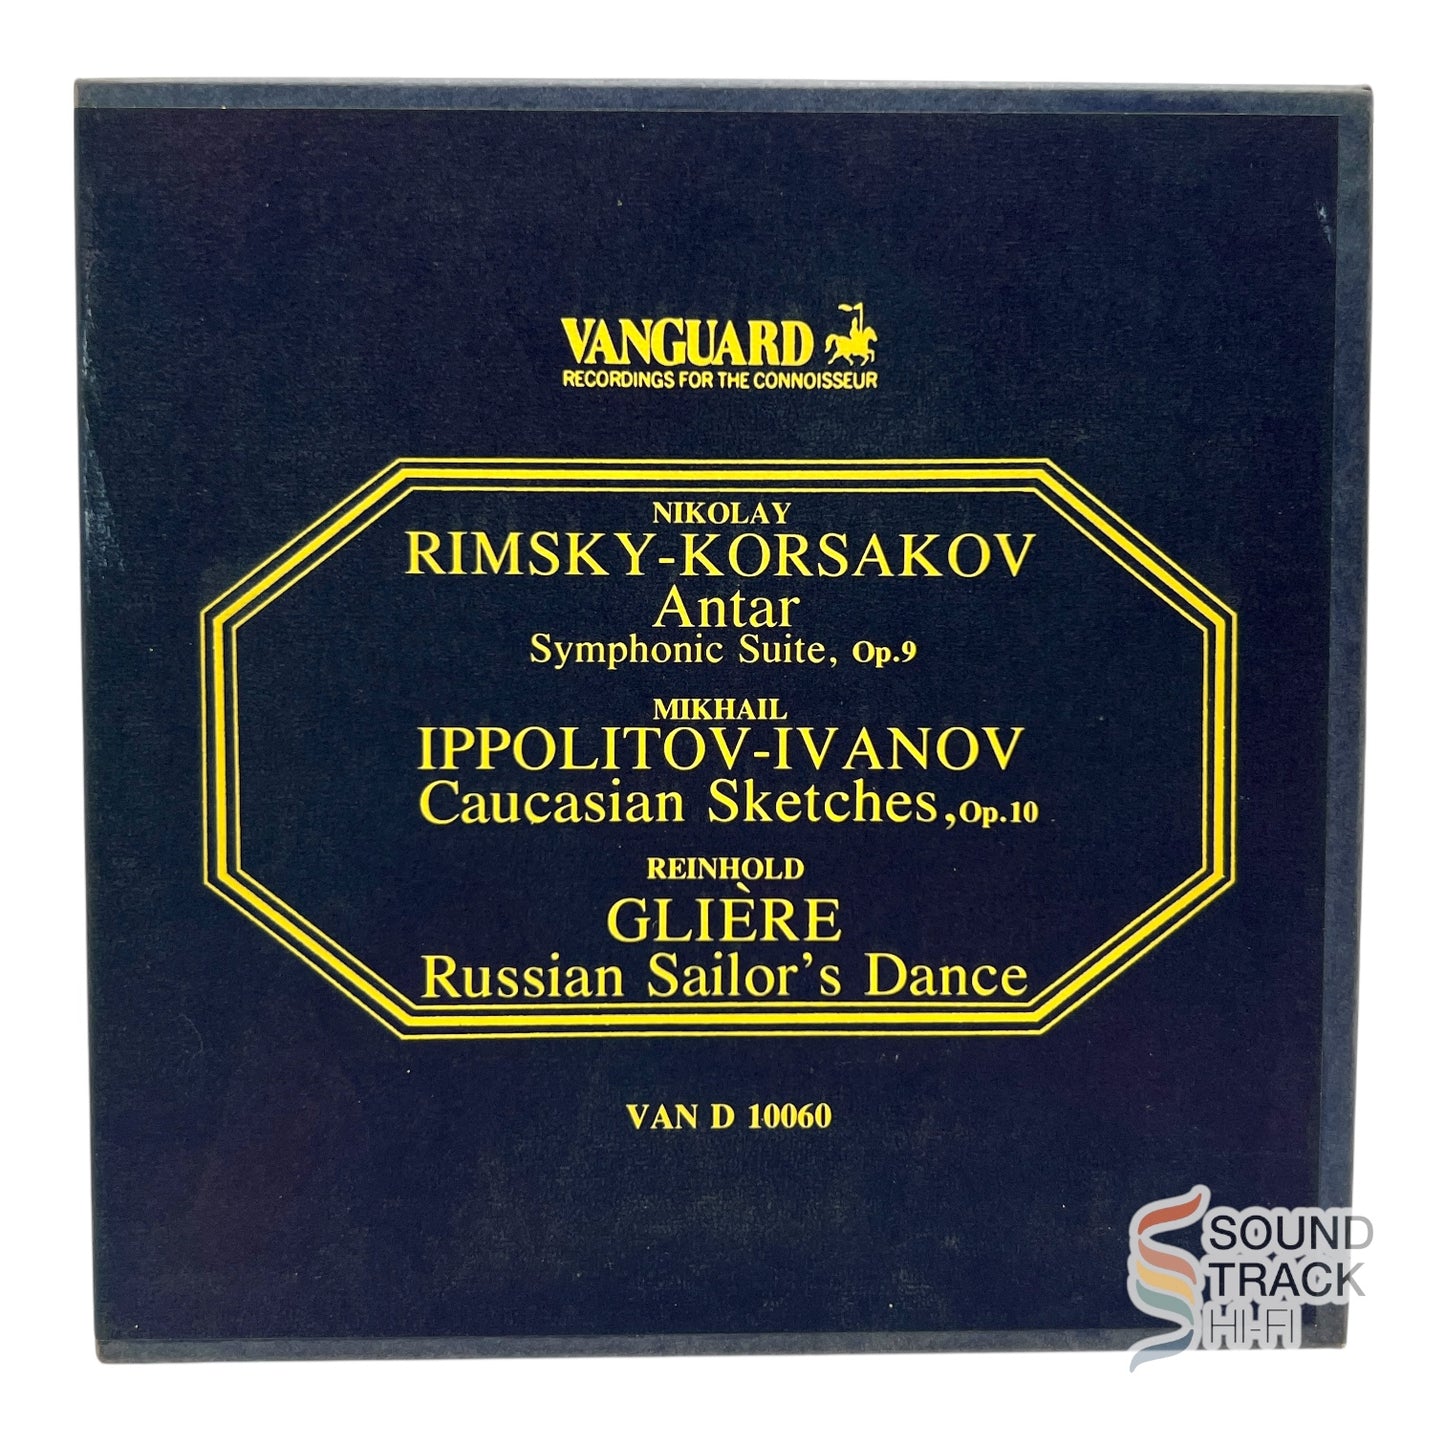 VANGUARD
RECORDINGS FOR THE CONNOISSEUR
NIKOLAY
RIMSKY-KORSAKOV
Antar
Symphonic Suite, Op.9
MIKHAIL
IPPOLITOV-IVANOV
Caucasian Sketches, Op.10
REINHOLD
GLIÈRE
Russian Sailor's Dance
VAN D 10060
SOUND
TRACK
HI-FI